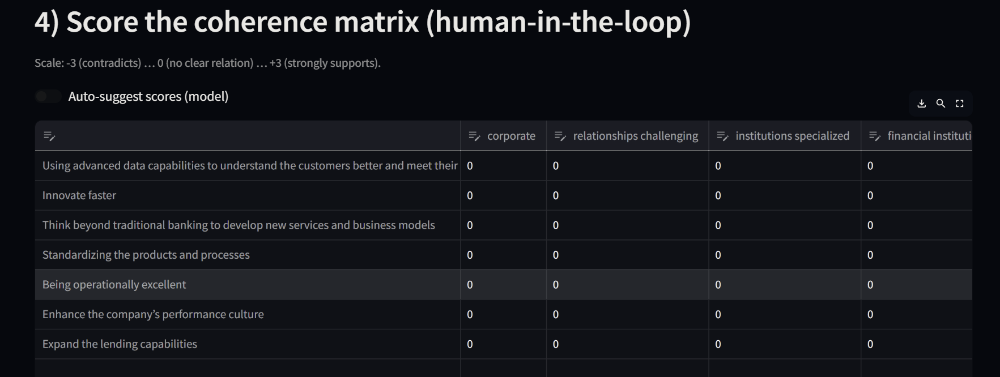 4) Score the coherence matrix (human-in-the-loop)
Scale: -3 (contradicts) … 0 (no clear relation) … +3 (strongly supports).
Auto-suggest scores (model)
corporate relationships challenging institutions specialized financial instituti
Using advanced data capabilities to understand the customers better and meet their 0 0 0 0
Innovate faster 0 0 0 0
Think beyond traditional banking to develop new services and business models 0 0 0 0
Standardizing the products and processes 0 0 0 0
Being operationally excellent 0 0 0 0
Enhance the company’s performance culture 0 0 0 0
Expand the lending capabilities 0 0 0 0